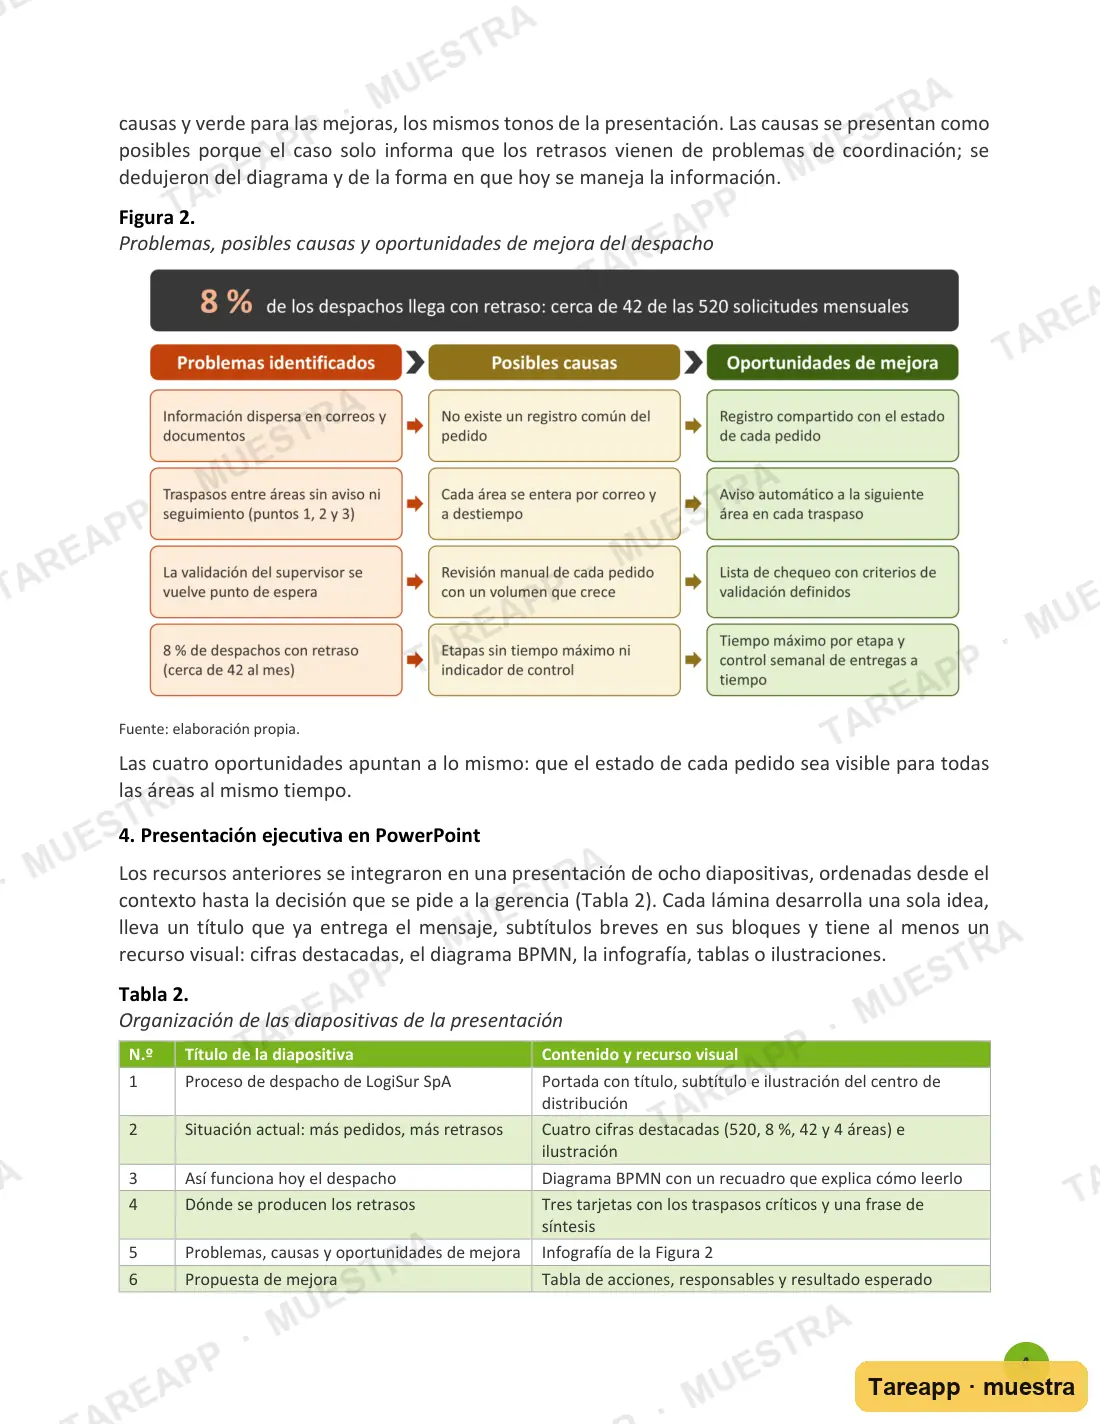 causas y verde para las mejoras, los mismos tonos de la presentación. Las causas se presentan como
posibles porque el caso solo informa que los retrasos vienen de problemas de coordinación; se
dedujeron del diagrama y de la forma en que hoy se maneja la información.
Figura 2.
Problemas, posibles causas y oportunidades de mejora del despacho
8 % de los despachos llega con retraso: cerca de 42 de las 520 solicitudes mensuales
Problemas identificados
Posibles causas
Oportunidades de mejora
Información dispersa en correos y
documentos
No existe un registro común del
pedido
Registro compartido con el estado
de cada pedido
Traspasos entre áreas sin aviso ni
seguimiento (puntos 1, 2 y 3)
Cada área se entera por correo y
a destiempo
Aviso automático a la siguiente
área en cada traspaso
La validación del supervisor se
vuelve punto de espera
Revisión manual de cada pedido
con un volumen que crece
Lista de chequeo con criterios de
validación definidos
8 % de despachos con retraso
(cerca de 42 al mes)
Etapas sin tiempo máximo ni
indicador de control
Tiempo máximo por etapa y
control semanal de entregas a
tiempo
Fuente: elaboración propia.
Las cuatro oportunidades apuntan a lo mismo: que el estado de cada pedido sea visible para todas
las áreas al mismo tiempo.
4. Presentación ejecutiva en PowerPoint
Los recursos anteriores se integraron en una presentación de ocho diapositivas, ordenadas desde el
contexto hasta la decisión que se pide a la gerencia (Tabla 2). Cada lámina desarrolla una sola idea,
lleva un título que ya entrega el mensaje, subtítulos breves en sus bloques y tiene al menos un
recurso visual: cifras destacadas, el diagrama BPMN, la infografía, tablas o ilustraciones.
Tabla 2.
Organización de las diapositivas de la presentación
N.º Título de la diapositiva Contenido y recurso visual
1 Proceso de despacho de LogiSur SpA Portada con título, subtítulo e ilustración del centro de
distribución
2 Situación actual: más pedidos, más retrasos Cuatro cifras destacadas (520, 8 %, 42 y 4 áreas) e
ilustración
3 Así funciona hoy el despacho Diagrama BPMN con un recuadro que explica cómo leerlo
4 Dónde se producen los retrasos Tres tarjetas con los traspasos críticos y una frase de
síntesis
5 Problemas, causas y oportunidades de mejora Infografía de la Figura 2
6 Propuesta de mejora Tabla de acciones, responsables y resultado esperado
Tareapp · muestra
TAREAPP · MUESTRA